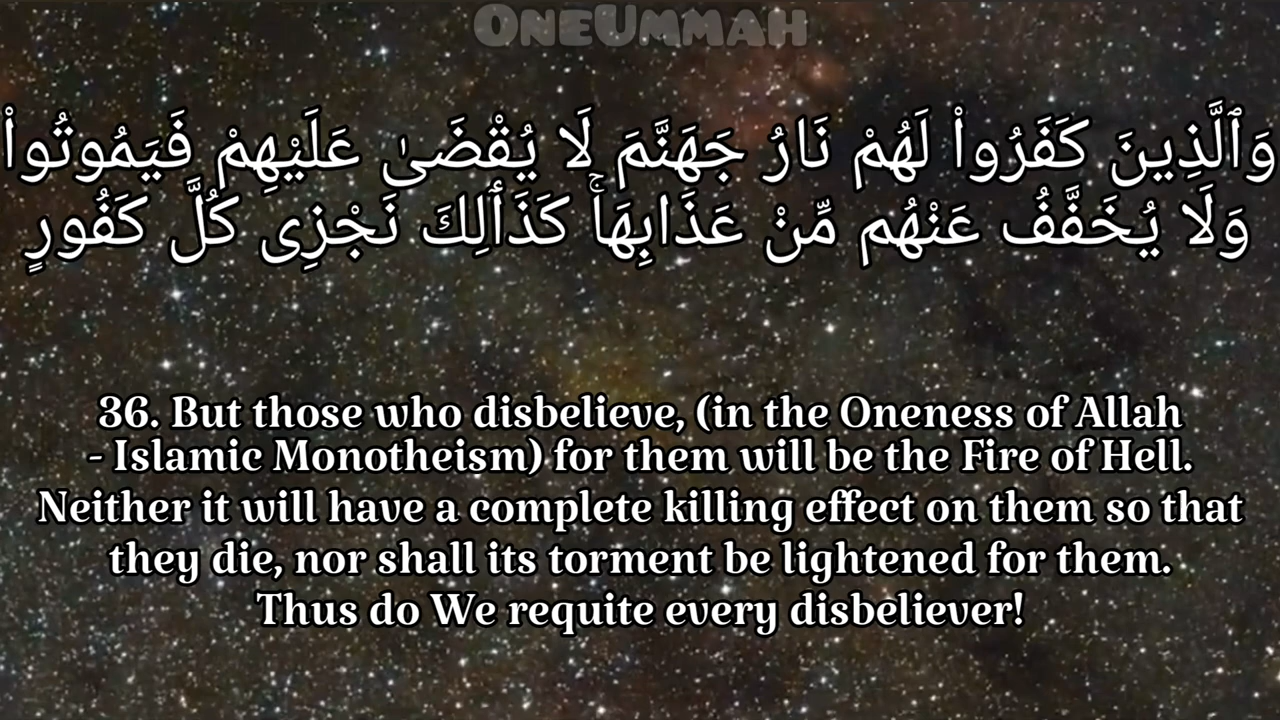 OneUmmah
وَٱلَّذِينَ كَفَرُوا۟ لَهُمْ نَارُ جَهَنَّمَ لَا يُقْضَىٰ عَلَيْهِمْ فَيَمُوتُوا۟
وَلَا يُخَفَّفُ عَنْهُم مِّنْ عَذَابِهَا ۚ كَذَٰلِكَ نَجْزِى كُلَّ كَفُورٍ
36. But those who disbelieve, (in the Oneness of Allah
- Islamic Monotheism) for them will be the Fire of Hell.
Neither it will have a complete killing effect on them so that
they die, nor shall its torment be lightened for them.
Thus do We requite every disbeliever!